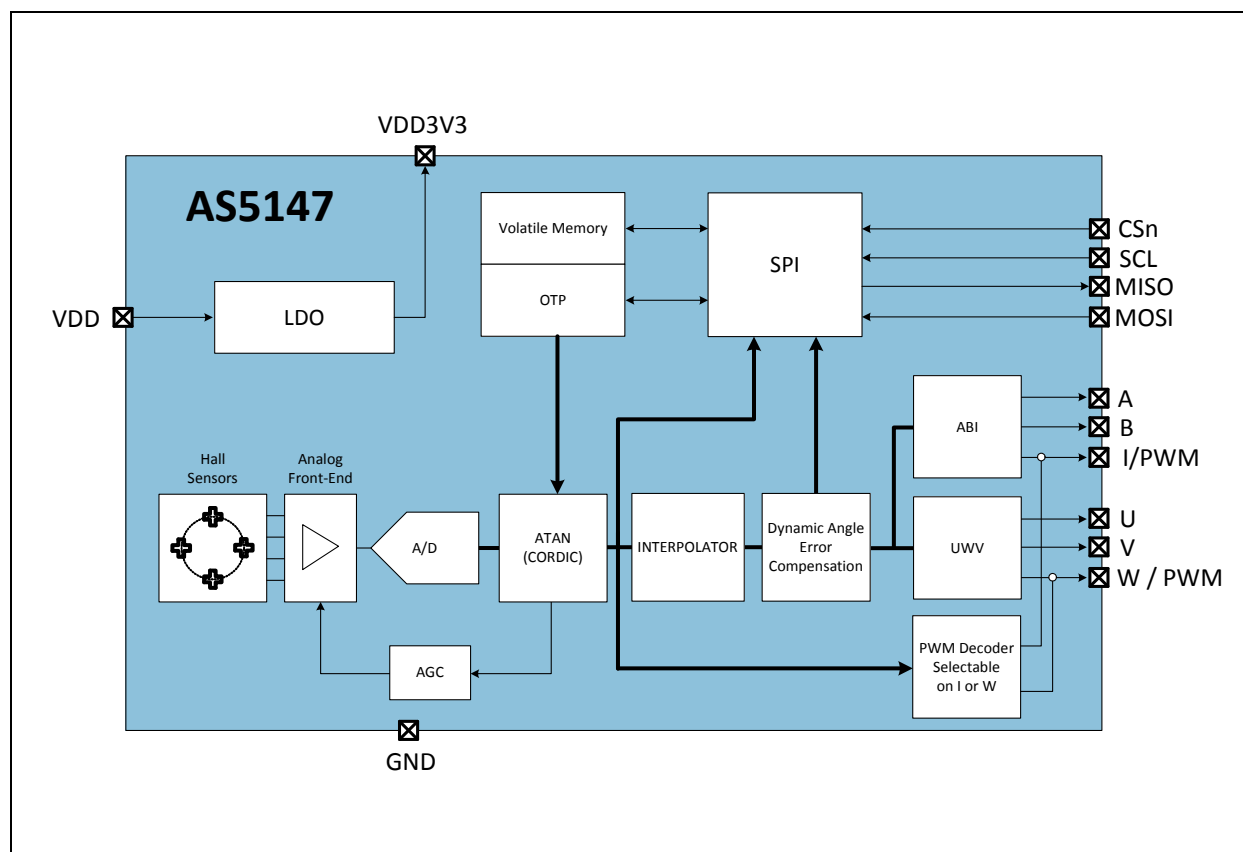 VDD3V3
AS5147
Volatile Memory
OTP
SPI
CSn
SCL
MISO
MOSI
VDD
LDO
A
B
I/PWM
ABI
Hall
Sensors
Analog
Front-End
A/D
ATAN
(CORDIC)
INTERPOLATOR
Dynamic Angle
Error
Compensation
UWV
U
V
W / PWM
AGC
PWM Decoder
Selectable
on I or W
GND